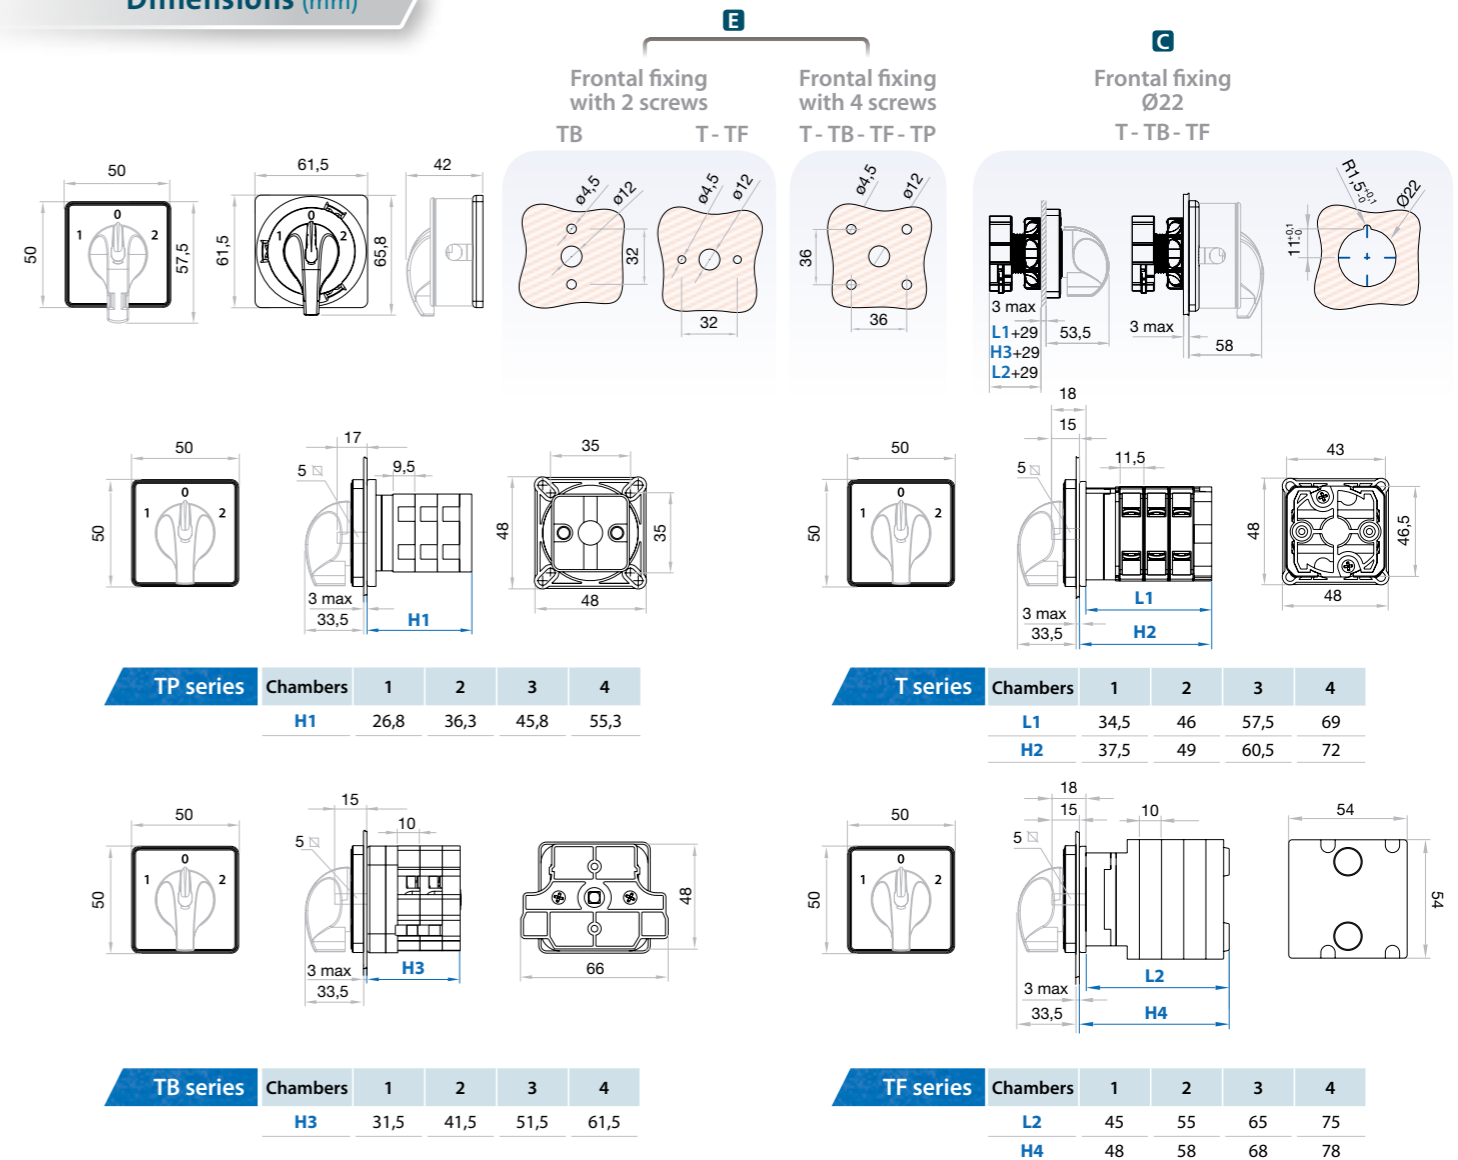 Dimensions (mm)
E
C
Frontal fixing
with 2 screws
TB
T - TF
Frontal fixing
with 4 screws
T - TB - TF - TP
Frontal fixing
Ø22
T - TB - TF
50
50
57,5
0
1
2
61,5
61,5
65,8
0
1
2
42
ø4,5
ø12
32
ø4,5
ø12
32
ø4,5
ø12
36
36
3 max
L1+29
H3+29
L2+29
53,5
3 max
58
R1,5 +0,1 -0
Ø22
11 +0,1 -0
50
50
0
1
2
17
5
9,5
3 max
33,5
H1
35
48
35
48
50
50
0
1
2
18
15
5
11,5
3 max
33,5
L1
H2
43
48
46,5
48
TP series Chambers 1 2 3 4
H1 26,8 36,3 45,8 55,3
T series Chambers 1 2 3 4
L1 34,5 46 57,5 69
H2 37,5 49 60,5 72
50
50
0
1
2
15
5
10
3 max
33,5
H3
48
66
50
50
0
1
2
18
15
5
10
3 max
33,5
L2
H4
54
54
TB series Chambers 1 2 3 4
H3 31,5 41,5 51,5 61,5
TF series Chambers 1 2 3 4
L2 45 55 65 75
H4 48 58 68 78